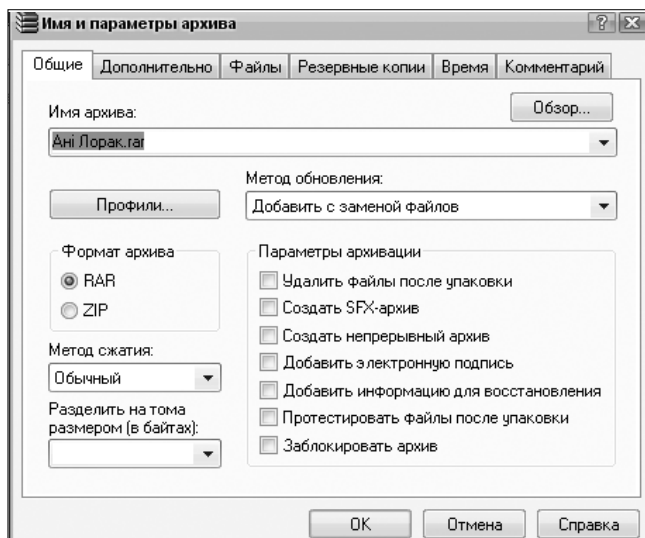 Имя и параметры архива
Общие Дополнительно Файлы Резервные копии Время Комментарий
Обзор...
Имя архива:
Ані Лорак.rar
Метод обновления:
Профили...
Добавить с заменой файлов
Формат архива
RAR
ZIP
Метод сжатия:
Обычный
Разделить на тома
размером (в байтах):
Параметры архивации
Удалить файлы после упаковки
Создать SFX-архив
Создать непрерывный архив
Добавить электронную подпись
Добавить информацию для восстановления
Протестировать файлы после упаковки
Заблокировать архив
OK Отмена Справка